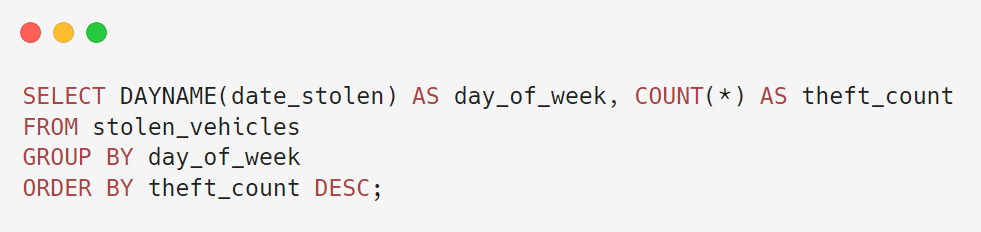 SELECT DAYNAME(date_stolen) AS day_of_week, COUNT(*) AS theft_count
FROM stolen_vehicles
GROUP BY day_of_week
ORDER BY theft_count DESC;